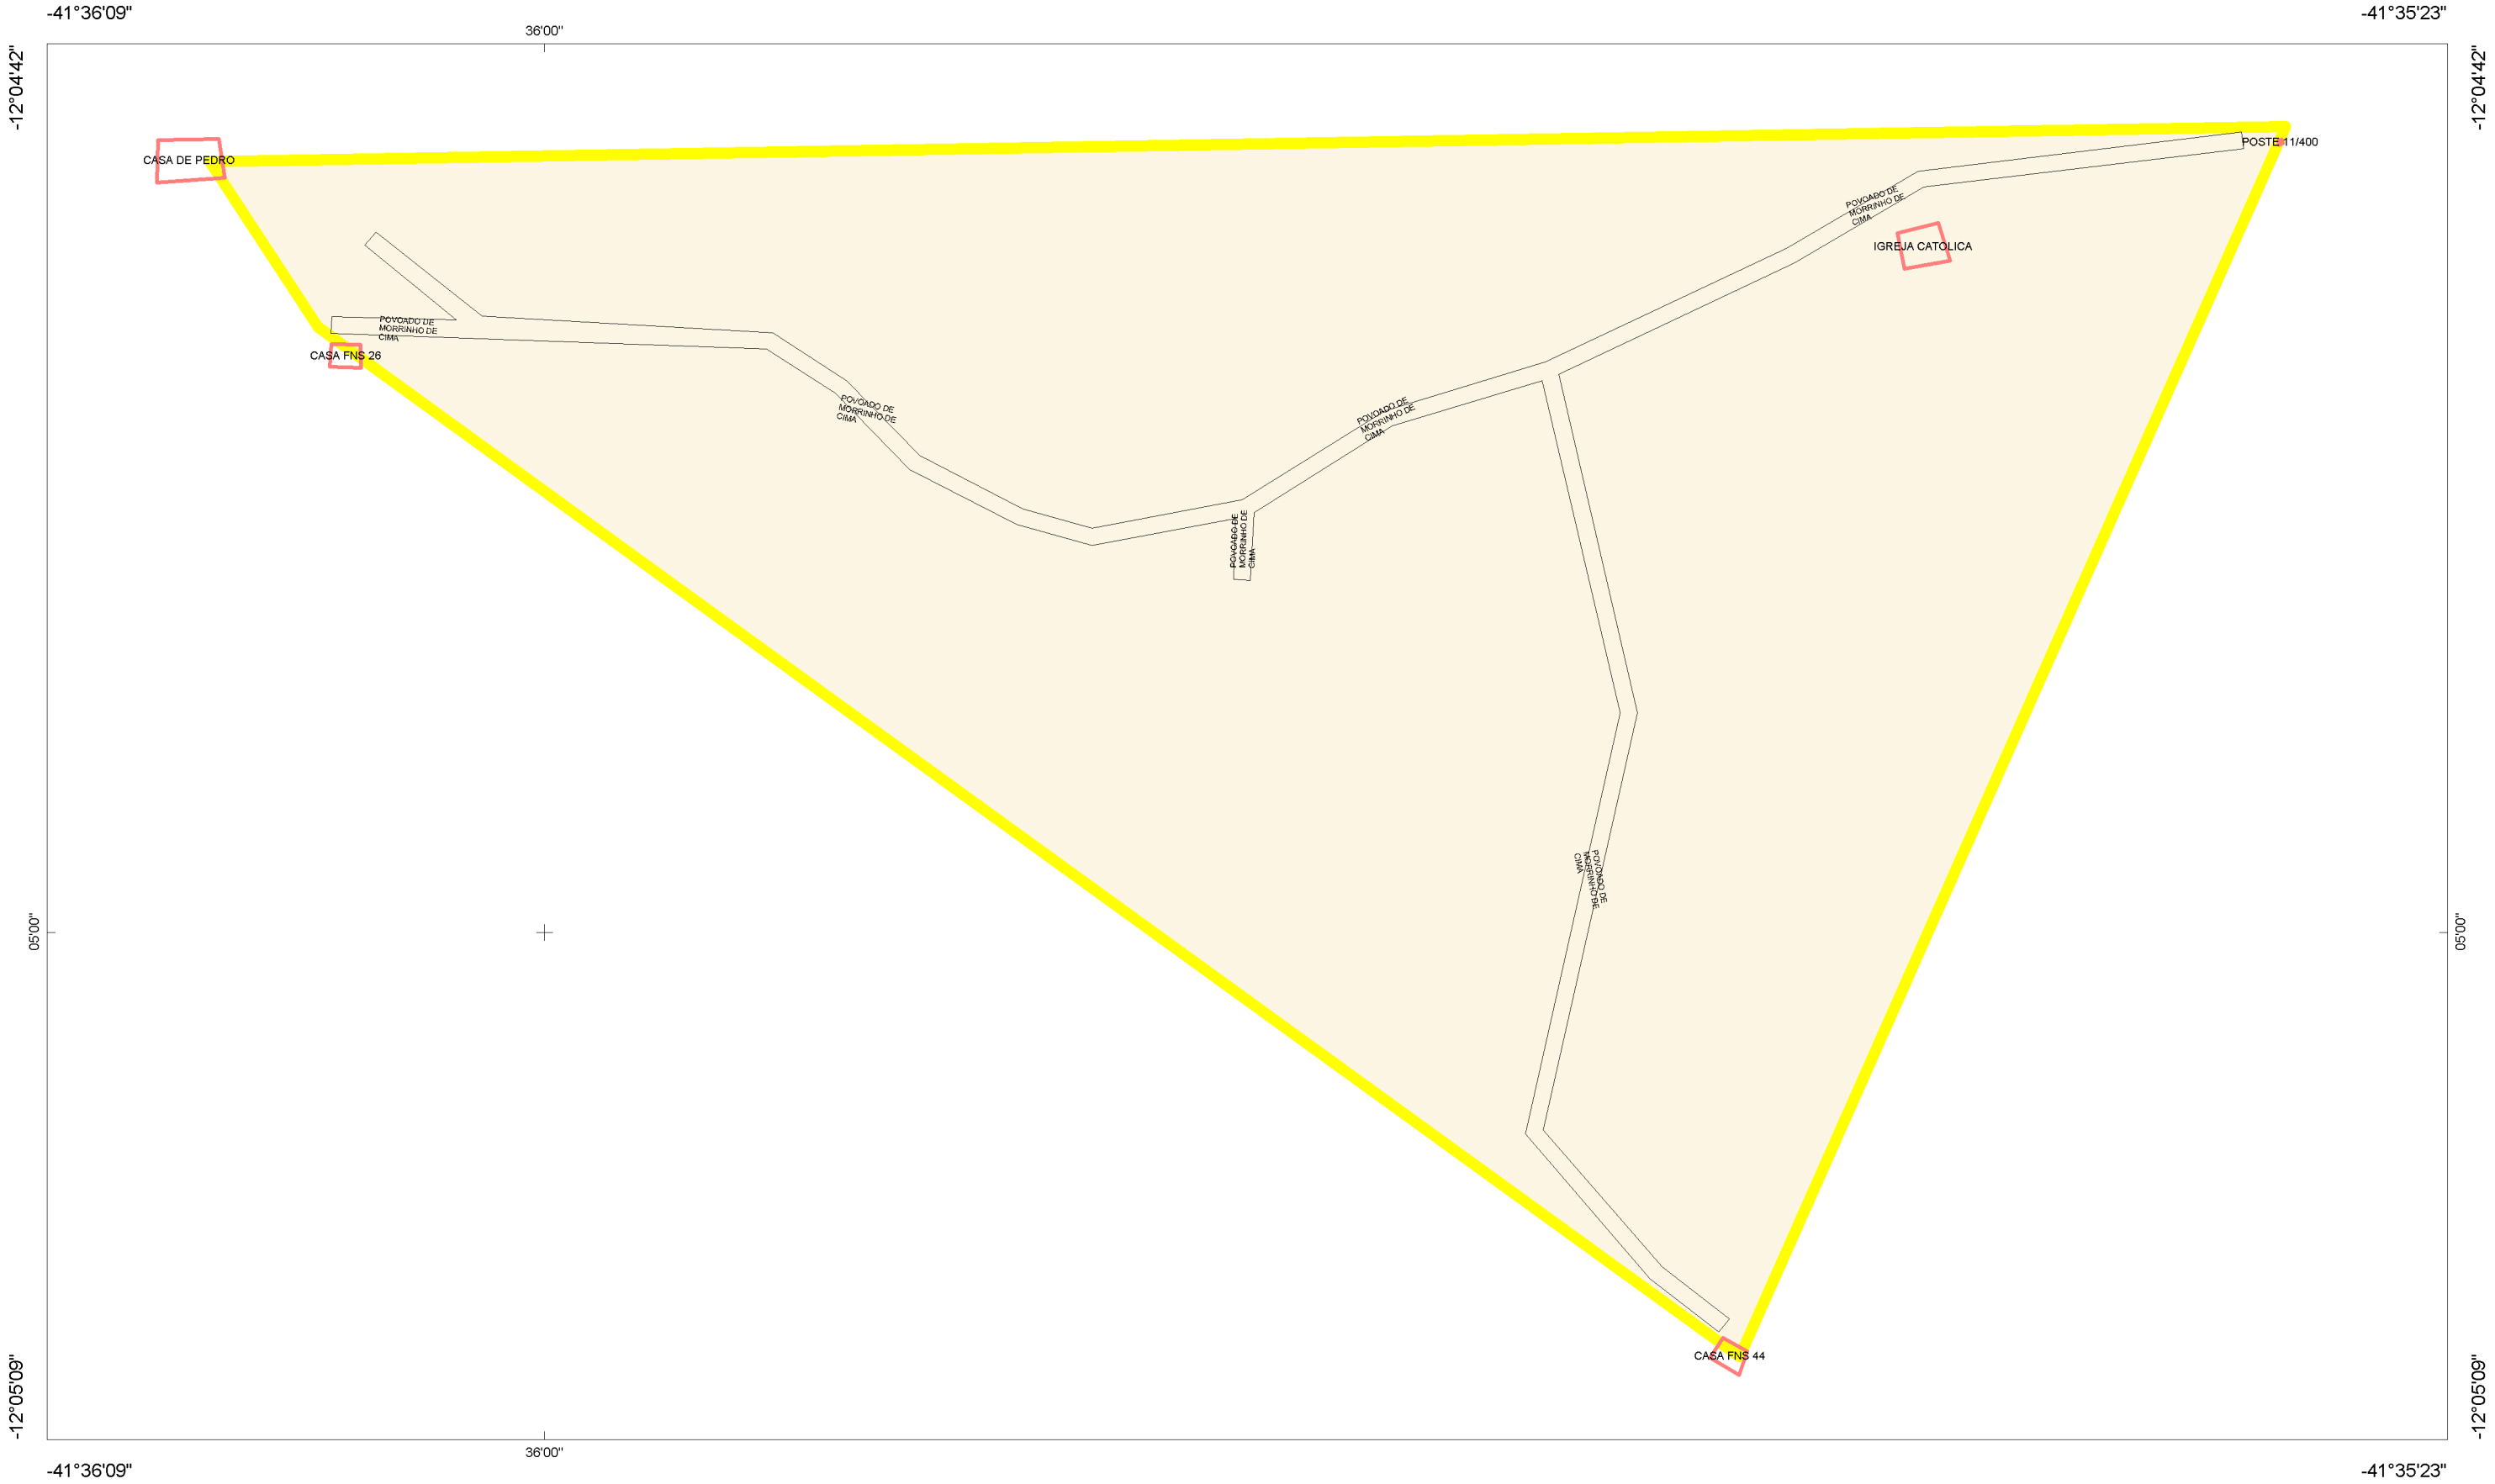 -41°36'09"
-41°35'23"
36'00"
-12°04'42"
-12°04'42"
POSTE 11/400
CASA DE PEDRO
POVOADO DE
MORRINHO DE
CIMA
IGREJA CATOLICA
POVOADO DE
MORRINHO DE
CIMA
CASA FNS 26
POVOADO DE
MORRINHO DE
CIMA
POVOADO DE
MORRINHO DE
CIMA
POVOADO DE
MORRINHO DE
CIMA
POVOADO DE
MORRINHO DE
CIMA
05'00"
05'00"
CASA FNS 44
-12°05'09"
-12°05'09"
36'00"
-41°36'09"
-41°35'23"